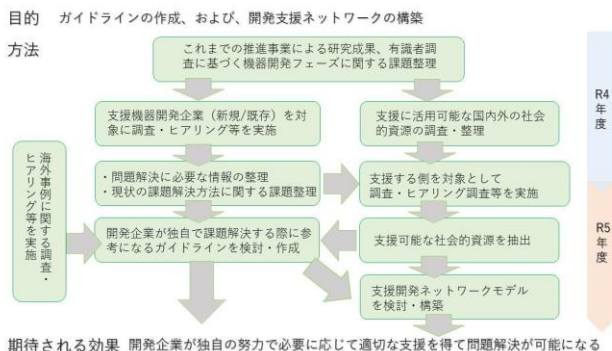 目的 ガイドラインの作成、および、開発支援ネットワークの構築
方法
これまでの推進事業による研究成果、有識者調
査に基づく機器開発フェーズに関する課題整理
支援機器開発企業（新規/既存）を対
象に調査・ヒアリング等を実施
支援に活用可能な国内外の社会
的資源の調査・整理
R4
年
度
海外事例に関する調査・
ヒアリング等を実施
・問題解決に必要な情報の整理
・現状の課題解決方法に関する課題整理
支援する側を対象として
調査・ヒアリング調査等を実施
開発企業が独自で課題解決する際に参
考になるガイドラインを検討・作成
支援可能な社会的資源を抽出
R5
年
度
支援開発ネットワークモデル
を検討・構築
期待される効果 開発企業が独自の努力で必要に応じて適切な支援を得て問題解決が可能になる